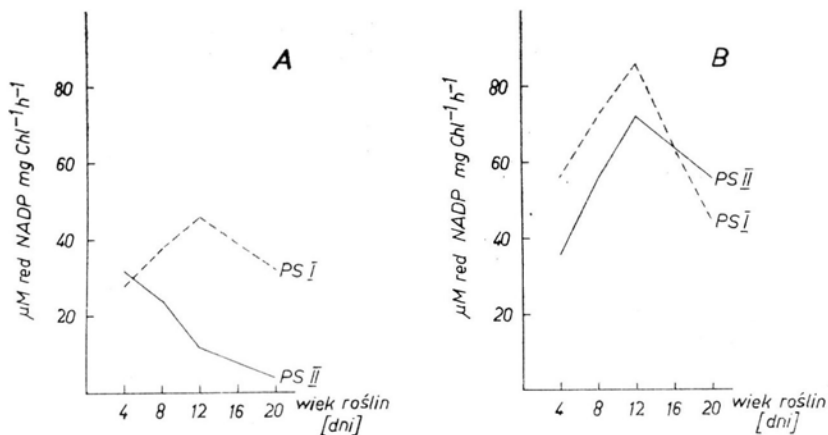 A
80
60
40
20
µM red NADP mg Chl⁻¹h⁻¹
PS I
PS II
4 8 12 16 20 wiek roślin
[dni]
B
80
60
40
20
µM red NADP mg Chl⁻¹h⁻¹
PS II
PS I
4 8 12 16 20 wiek roślin
[dni]